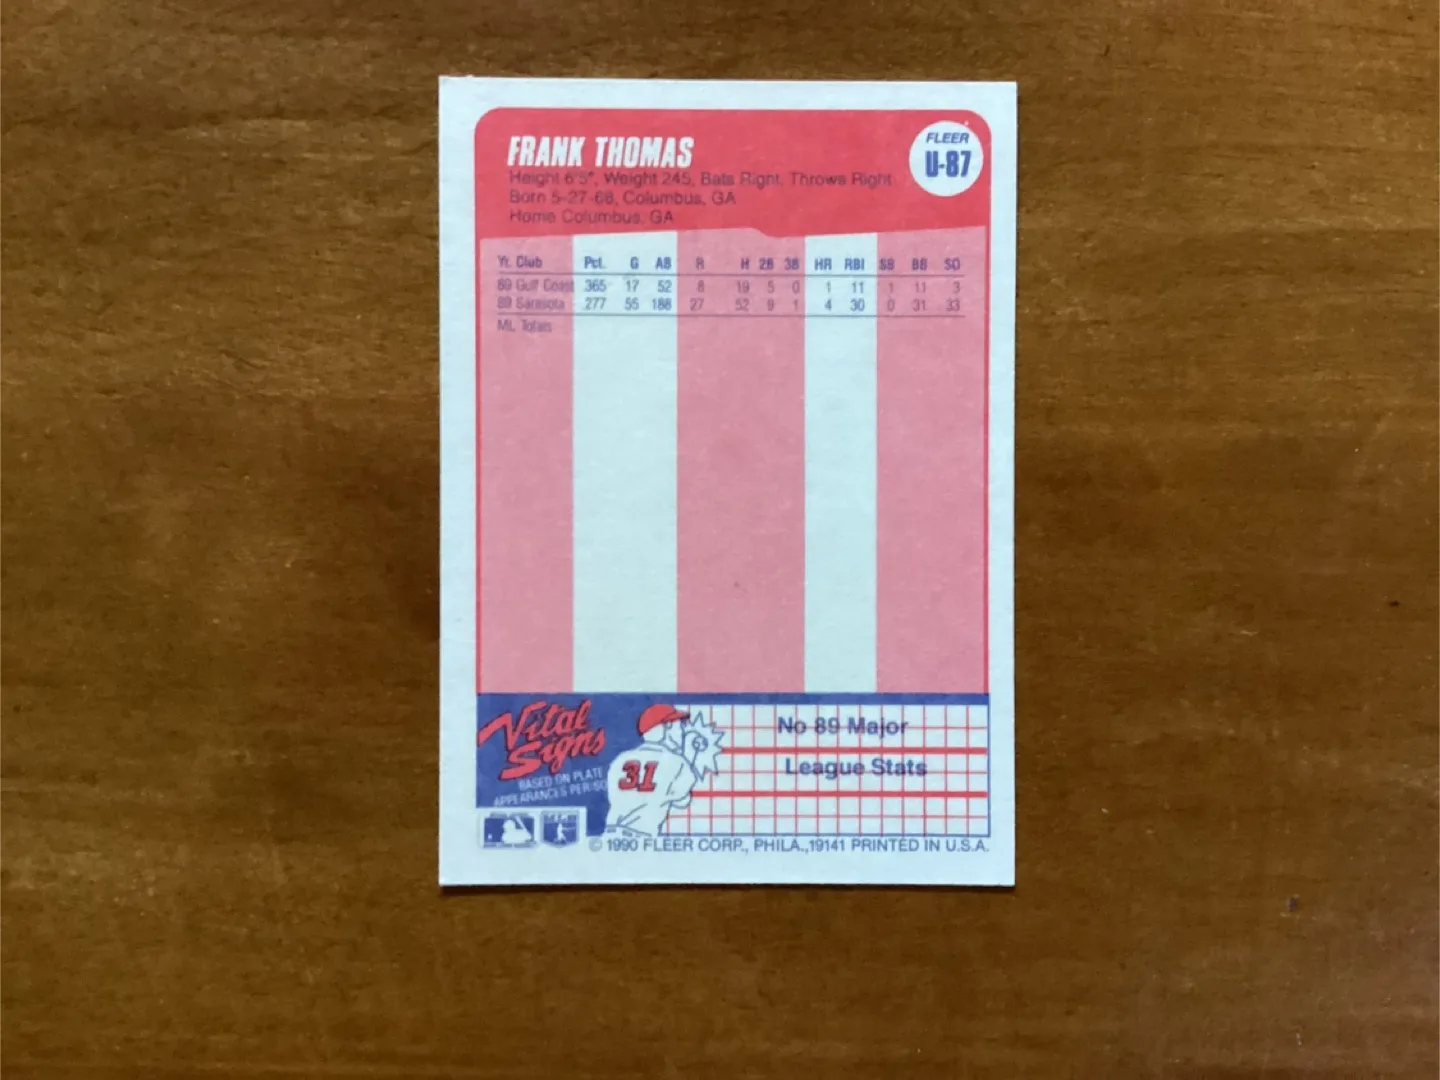 FRANK THOMAS
FLEER
U-87
Height 6'5", Weight 245, Bats Right, Throws Right
Born 5-27-68, Columbus, GA
Home Columbus, GA
Yr. Club Pct. G AB R H 2B 3B HR RBI SB BB SO
89 Gulf Coast .365 17 52 8 19 5 0 1 11 1 11 3
89 Sarasota .277 55 188 27 52 9 1 4 30 0 31 33
ML Totals
Vital
Signs
BASED ON PLATE
APPEARANCES PER/SO
31
No 89 Major
League Stats
© 1990 FLEER CORP., PHILA.,19141 PRINTED IN U.S.A.